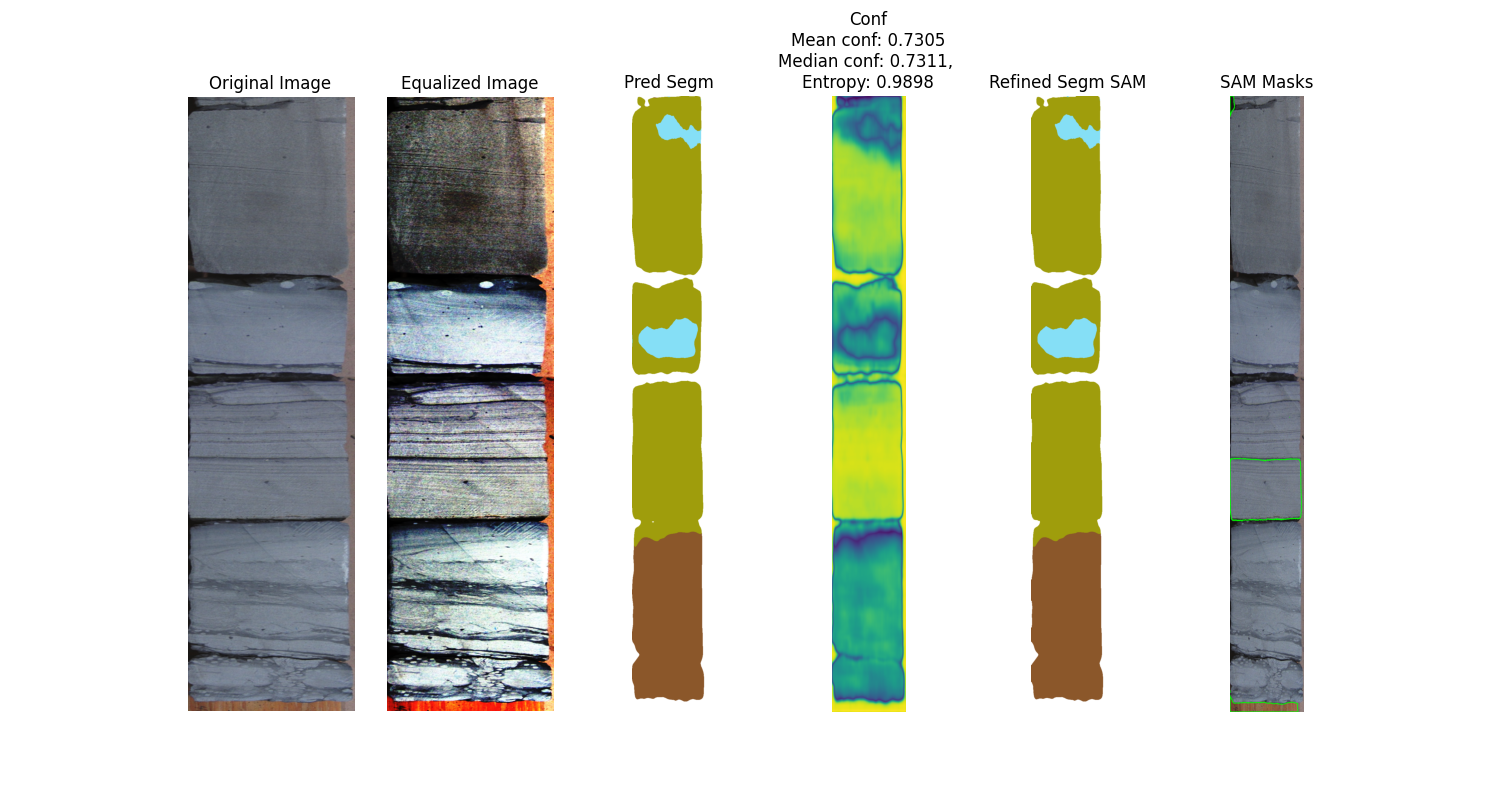 Conf
Mean conf: 0.7305
Median conf: 0.7311,
Entropy: 0.9898
Original Image
Equalized Image
Pred Segm
Refined Segm SAM
SAM Masks